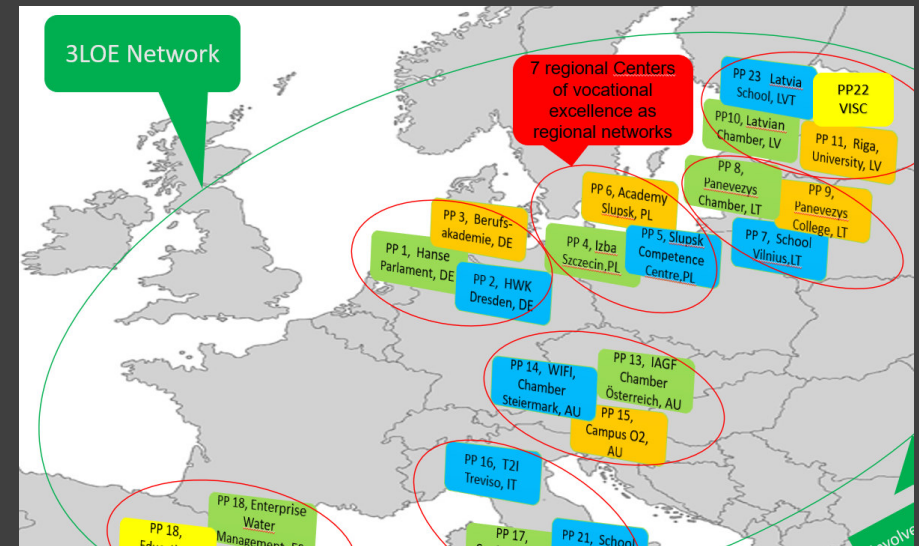 3LOE Network
7 regional Centers
of vocational
excellence as
regional networks
PP 23 Latvia
School, LVT
PP22
VISC
PP10, Latvian
Chamber, LV
PP 11, Riga,
University, LV
PP 8,
Panevezys
Chamber, LT
PP 9,
Panevezys
College, LT
PP 7, School
Vilnius,LT
PP 6, Academy
Slupsk, PL
PP 4, Izba
Szczecin,PL
PP 5, Slupsk
Competence
Centre,PL
PP 3, Berufs-
akademie, DE
PP 1, Hanse
Parlament, DE
PP 2, HWK
Dresden, DE
PP 13, IAGF
Chamber
Österreich, AU
PP 14, WIFI,
Chamber
Steiermark, AU
PP 15,
Campus O2,
AU
PP 16, T2I
Treviso, IT
PP 18, Enterprise
Water
Management,
PP 18,
PP 17,
PP 21, School